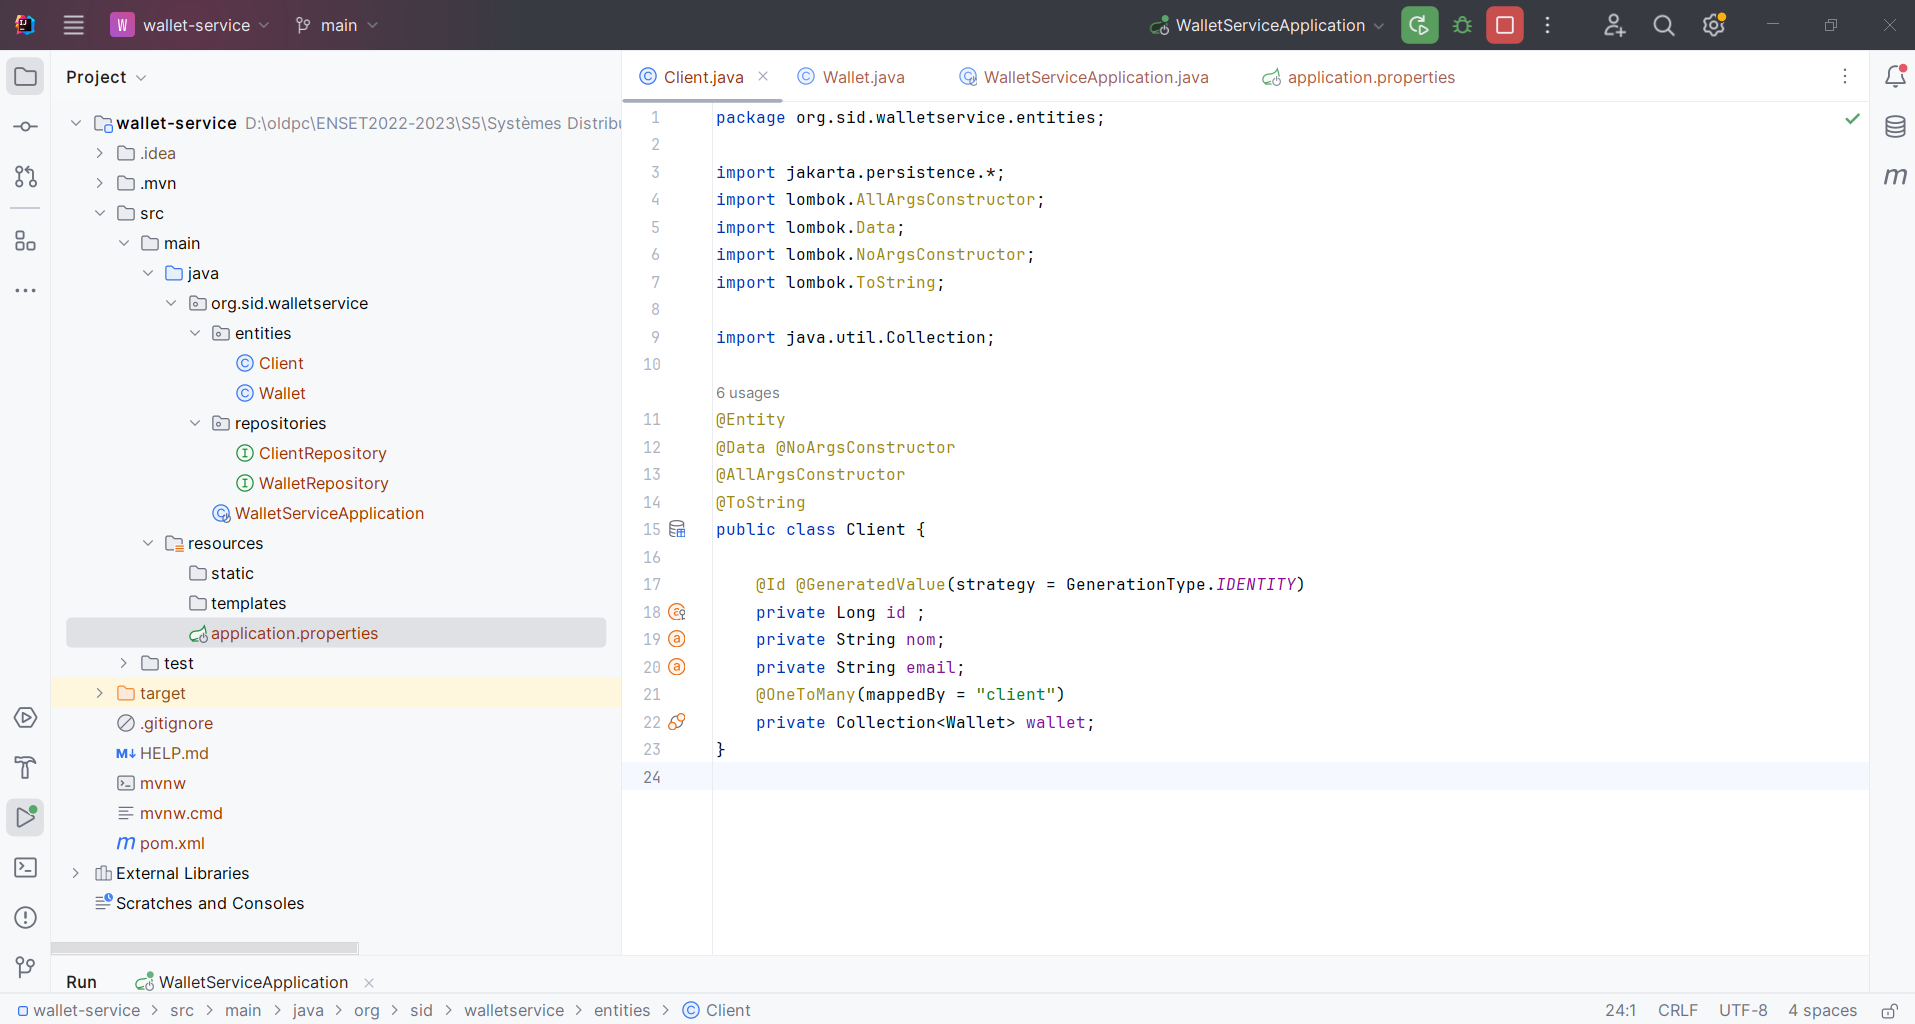 W wallet-service main WalletServiceApplication
Project
wallet-service D:\oldpc\ENSET2022-2023\S5\Systèmes Distribu
.idea
.mvn
src
main
java
org.sid.walletservice
entities
Client
Wallet
repositories
ClientRepository
WalletRepository
WalletServiceApplication
resources
static
templates
application.properties
test
target
.gitignore
HELP.md
mvnw
mvnw.cmd
pom.xml
External Libraries
Scratches and Consoles
Client.java Wallet.java WalletServiceApplication.java application.properties
1 package org.sid.walletservice.entities;
2
3 import jakarta.persistence.*;
4 import lombok.AllArgsConstructor;
5 import lombok.Data;
6 import lombok.NoArgsConstructor;
7 import lombok.ToString;
8
9 import java.util.Collection;
10
6 usages
11 @Entity
12 @Data @NoArgsConstructor
13 @AllArgsConstructor
14 @ToString
15 public class Client {
16
17 @Id @GeneratedValue(strategy = GenerationType.IDENTITY)
18 private Long id ;
19 private String nom;
20 private String email;
21 @OneToMany(mappedBy = "client")
22 private Collection<Wallet> wallet;
23 }
24
Run WalletServiceApplication
wallet-service > src > main > java > org > sid > walletservice > entities > Client 24:1 CRLF UTF-8 4 spaces